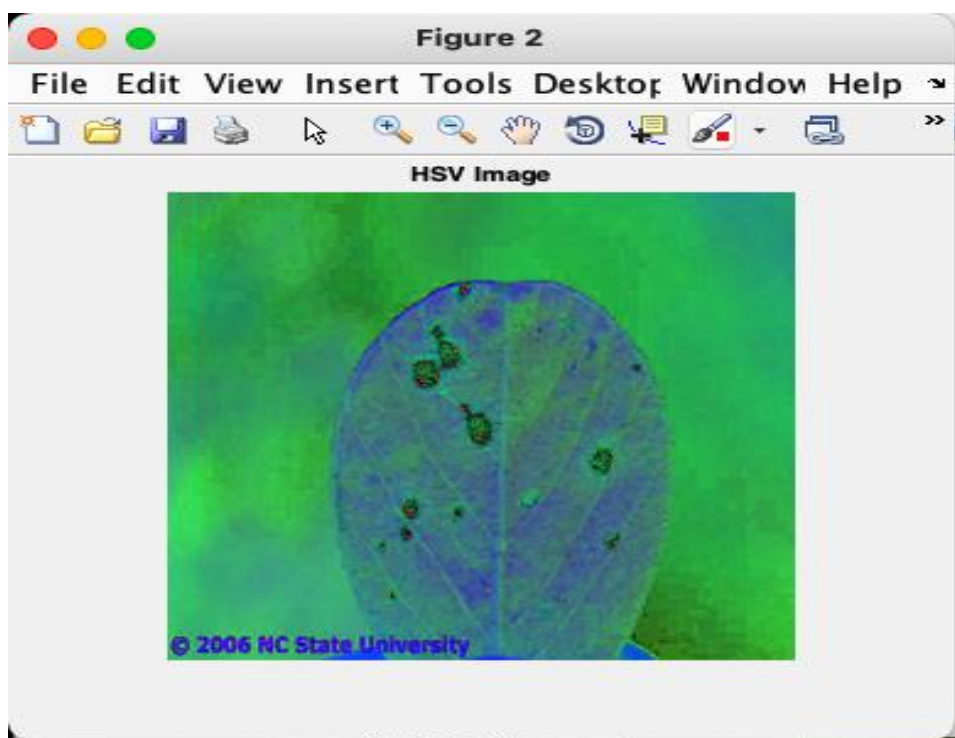 Figure 2
File Edit View Insert Tools Desktop Window Help
HSV Image
© 2006 NC State University